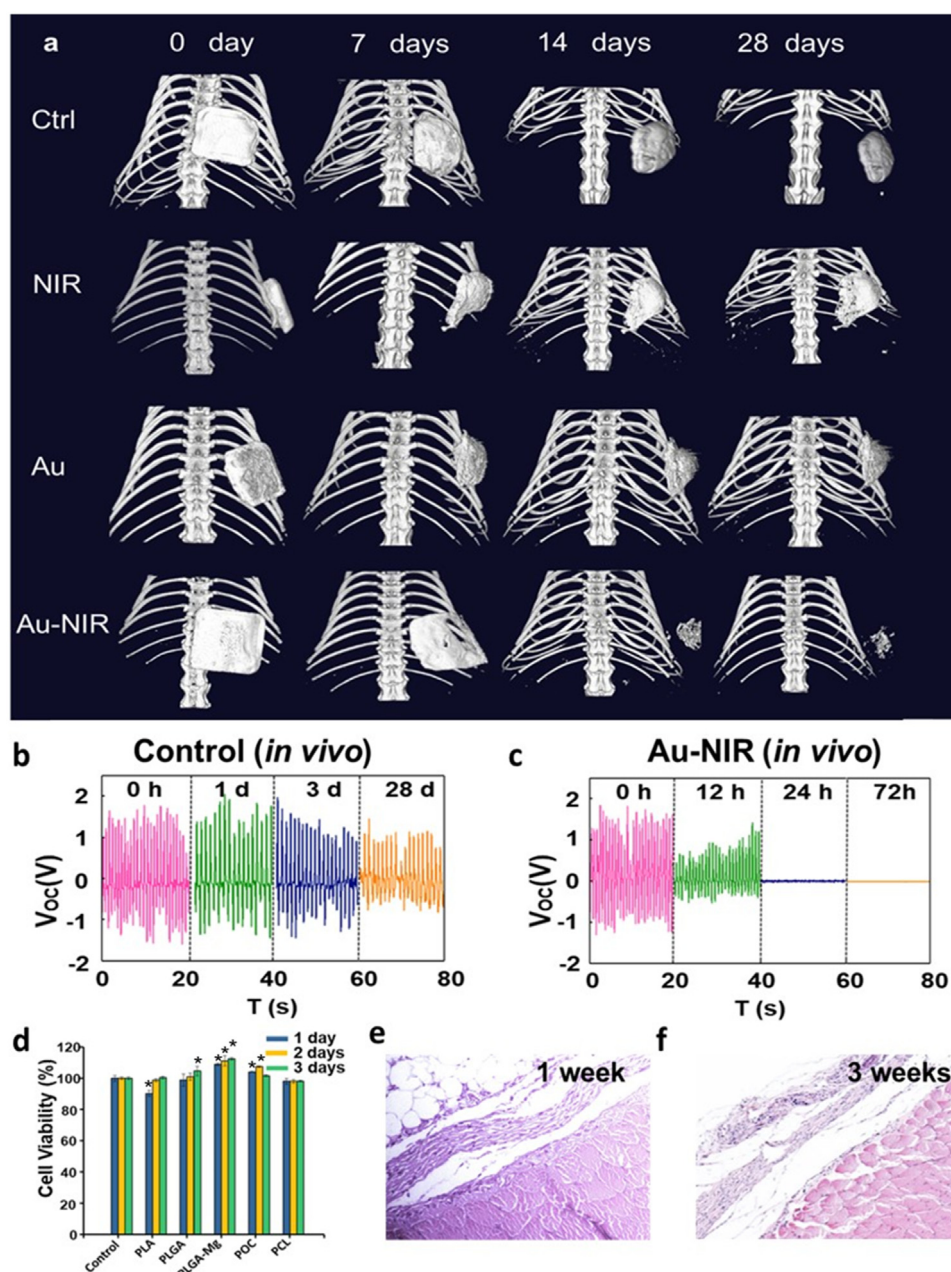 a 0 day 7 days 14 days 28 days
Ctrl
NIR
Au
Au-NIR
b Control (in vivo)
0 h 1 d 3 d 28 d
2
1
0
-1
-2
Voc(V)
0 20 40 60 80
T (s)
c Au-NIR (in vivo)
0 h 12 h 24 h 72h
2
1
0
-1
-2
Voc(V)
0 20 40 60 80
T (s)
d
1 day
2 days
3 days
120
100
80
60
40
20
0
Cell Viability (%)
* * * * * * *
Control PLA PLGA PLGA-Mg POC PCL
e 1 week
f 3 weeks